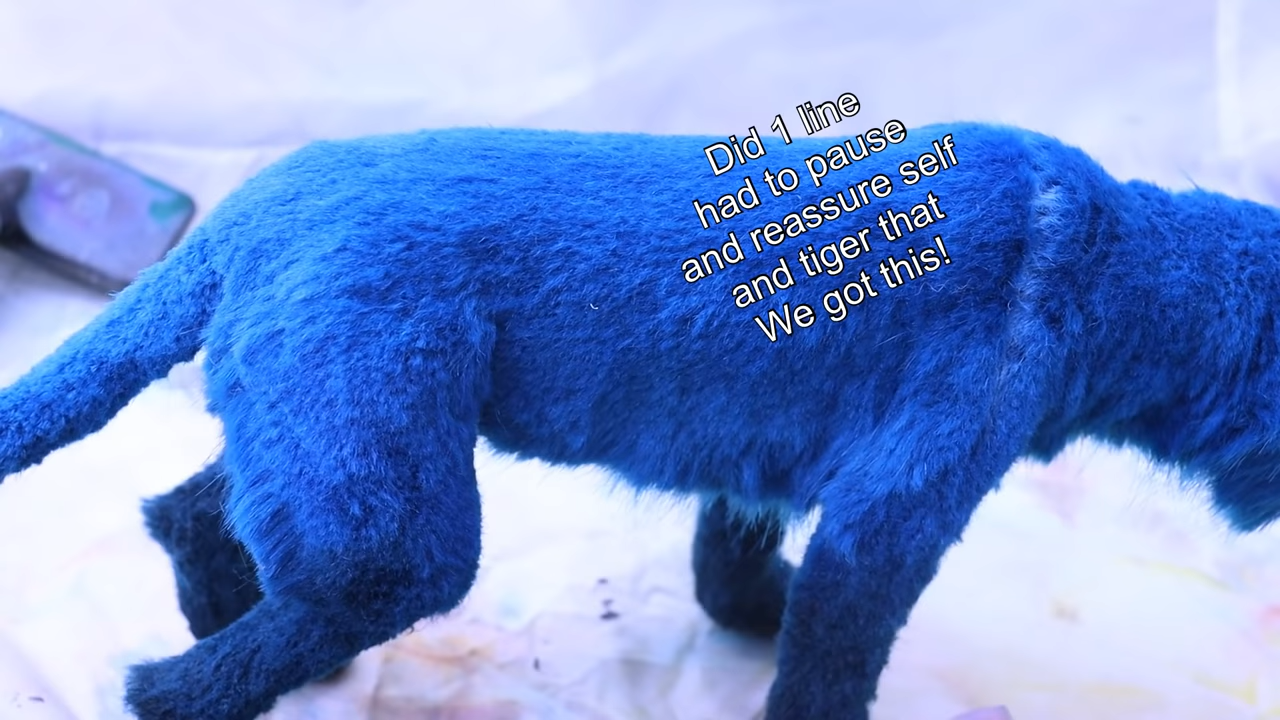 Did 1 line
had to pause
and reassure self
and tiger that
We got this!